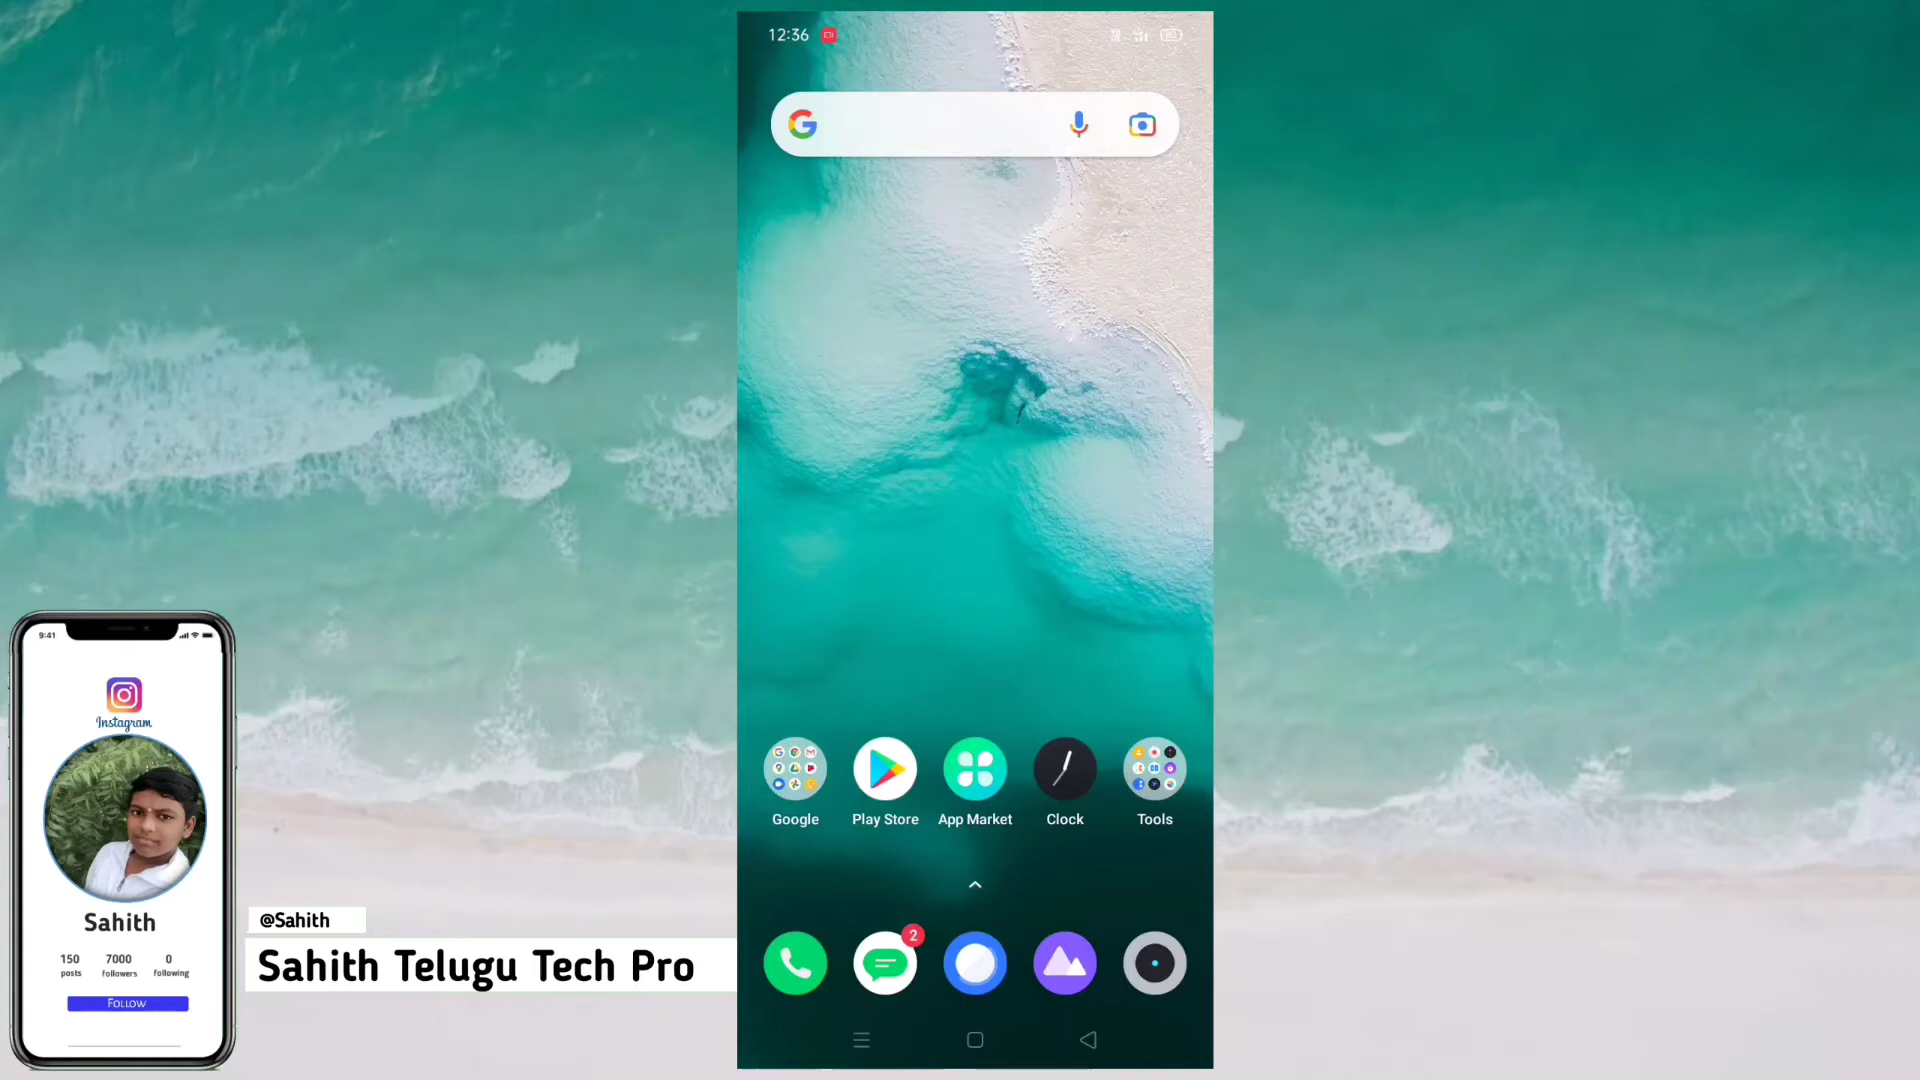 12:36
Google
Play Store
App Market
Clock
Tools
2
9:41
Instagram
Sahith
150
7000
0
posts
followers
following
FOLLOW
@Sahith
Sahith Telugu Tech Pro